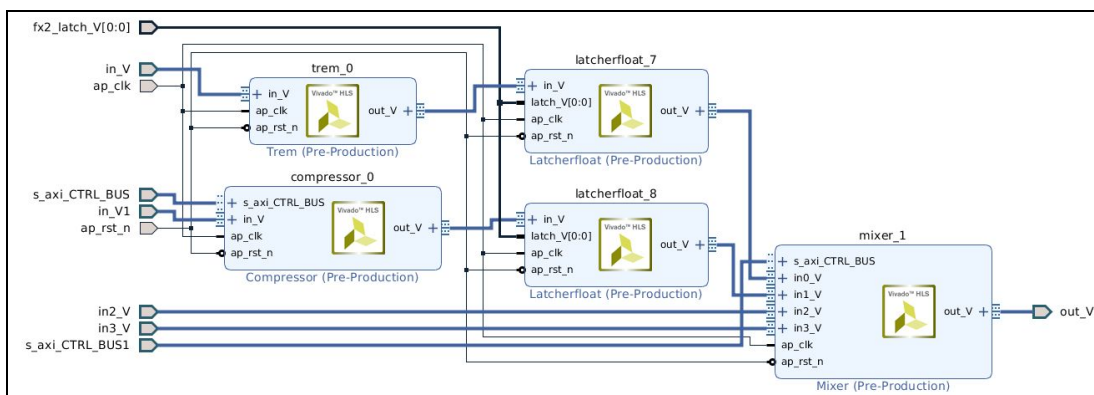 fx2_latch_V[0:0]
in_V
ap_clk
trem_0
in_V
ap_clk
ap_rst_n
Vivado™ HLS
out_V
Trem (Pre-Production)
latcherfloat_7
in_V
latch_V[0:0]
ap_clk
ap_rst_n
Vivado™ HLS
out_V
Latcherfloat (Pre-Production)
s_axi_CTRL_BUS
in_V1
ap_rst_n
compressor_0
s_axi_CTRL_BUS
in_V
ap_clk
ap_rst_n
Vivado™ HLS
out_V
Compressor (Pre-Production)
latcherfloat_8
in_V
latch_V[0:0]
ap_clk
ap_rst_n
Vivado™ HLS
out_V
Latcherfloat (Pre-Production)
in2_V
in3_V
s_axi_CTRL_BUS1
mixer_1
s_axi_CTRL_BUS
in0_V
in1_V
in2_V
in3_V
ap_clk
ap_rst_n
Vivado™ HLS
out_V
Mixer (Pre-Production)
out_V